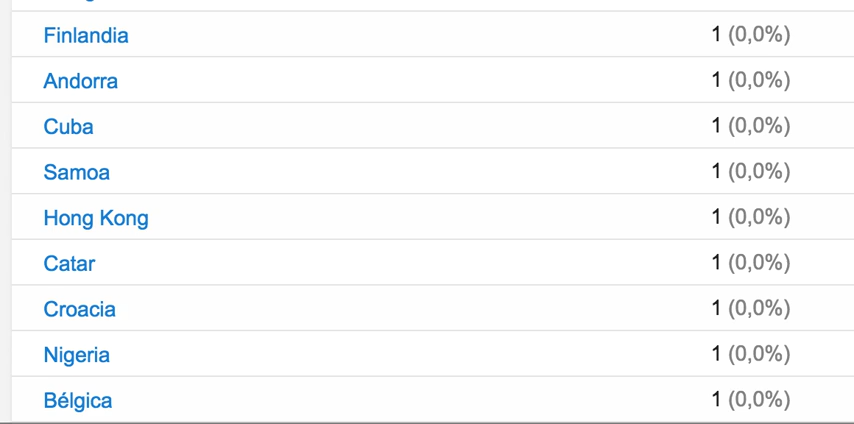 Finlandia 1 (0,0%)
Andorra 1 (0,0%)
Cuba 1 (0,0%)
Samoa 1 (0,0%)
Hong Kong 1 (0,0%)
Catar 1 (0,0%)
Croacia 1 (0,0%)
Nigeria 1 (0,0%)
Bélgica 1 (0,0%)